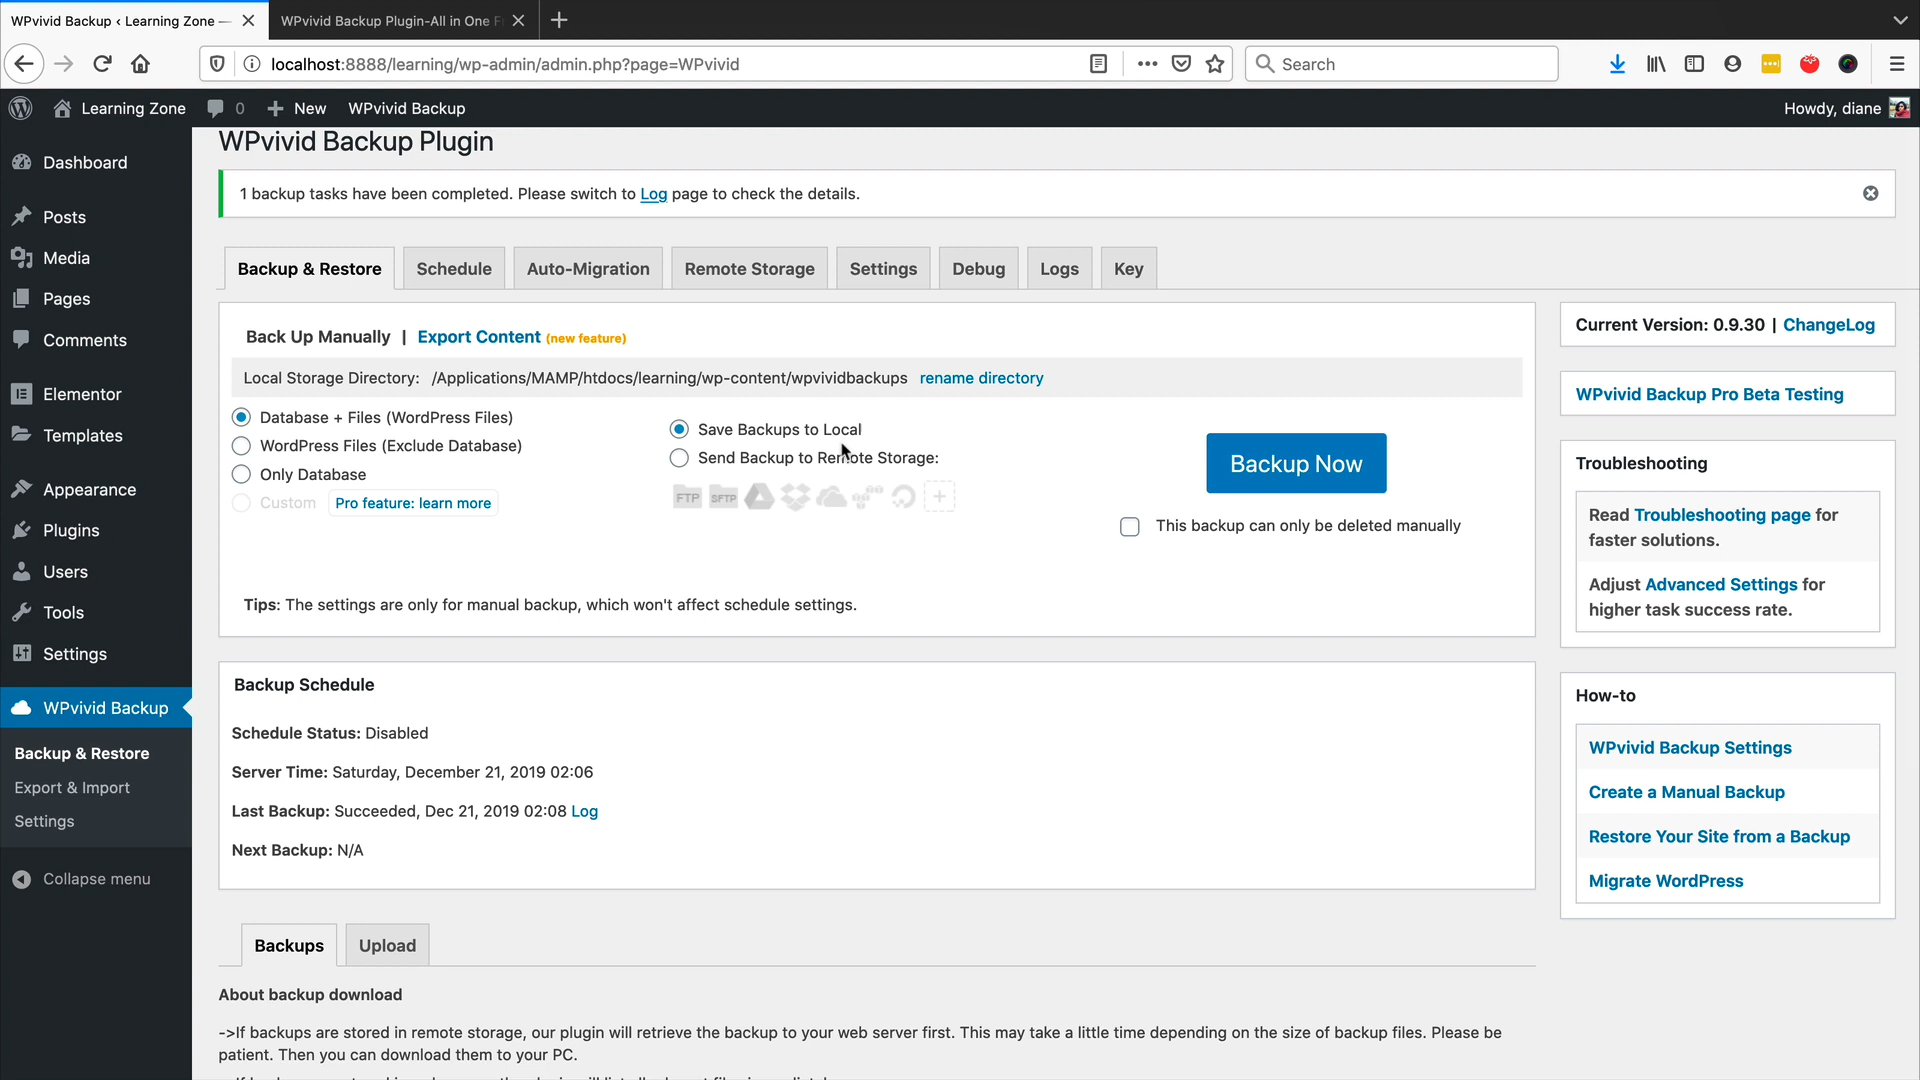 WPvivid Backup ‹ Learning Zone —
WPvivid Backup Plugin-All in One F
localhost:8888/learning/wp-admin/admin.php?page=WPvivid
Search
Learning Zone
0
New
WPvivid Backup
Howdy, diane
Dashboard
Posts
Media
Pages
Comments
Elementor
Templates
Appearance
Plugins
Users
Tools
Settings
WPvivid Backup
Backup & Restore
Export & Import
Settings
Collapse menu
WPvivid Backup Plugin
1 backup tasks have been completed. Please switch to Log page to check the details.
Backup & Restore
Schedule
Auto-Migration
Remote Storage
Settings
Debug
Logs
Key
Back Up Manually | Export Content (new feature)
Local Storage Directory: /Applications/MAMP/htdocs/learning/wp-content/wpvividbackups rename directory
Database + Files (WordPress Files)
WordPress Files (Exclude Database)
Only Database
Custom
Pro feature: learn more
Save Backups to Local
Send Backup to Remote Storage:
FTP
SFTP
Backup Now
This backup can only be deleted manually
Tips: The settings are only for manual backup, which won't affect schedule settings.
Backup Schedule
Schedule Status: Disabled
Server Time: Saturday, December 21, 2019 02:06
Last Backup: Succeeded, Dec 21, 2019 02:08 Log
Next Backup: N/A
Backups
Upload
About backup download
->If backups are stored in remote storage, our plugin will retrieve the backup to your web server first. This may take a little time depending on the size of backup files. Please be
patient. Then you can download them to your PC.
Current Version: 0.9.30 | ChangeLog
WPvivid Backup Pro Beta Testing
Troubleshooting
Read Troubleshooting page for
faster solutions.
Adjust Advanced Settings for
higher task success rate.
How-to
WPvivid Backup Settings
Create a Manual Backup
Restore Your Site from a Backup
Migrate WordPress